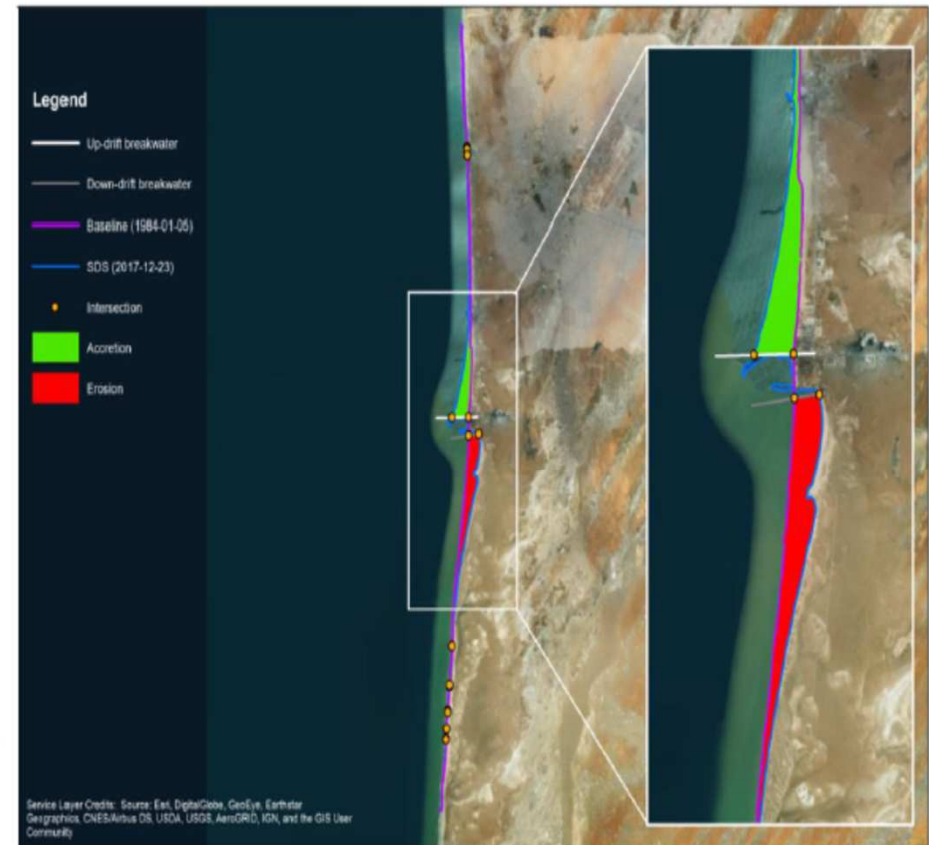 Legend
Up-drift breakwater
Down-drift breakwater
Baseline (1984-01-05)
SDS (2017-12-23)
Intersection
Accretion
Erosion
Service Layer Credits: Source: Esri, DigitalGlobe, GeoEye, Earthstar
Geographics, CNES/Airbus DS, USDA, USGS, AeroGRID, IGN, and the GIS User
Community